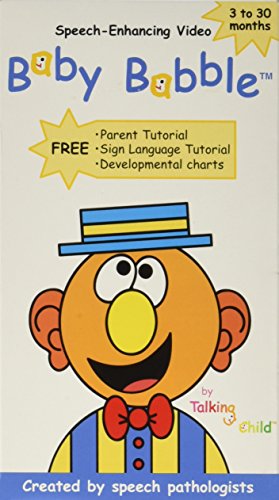 Speech-Enhancing Video
3 to 30
months
Baby Babble™
FREE
•Parent Tutorial
•Sign Language Tutorial
•Developmental charts
by
Talking
Child™
Created by speech pathologists